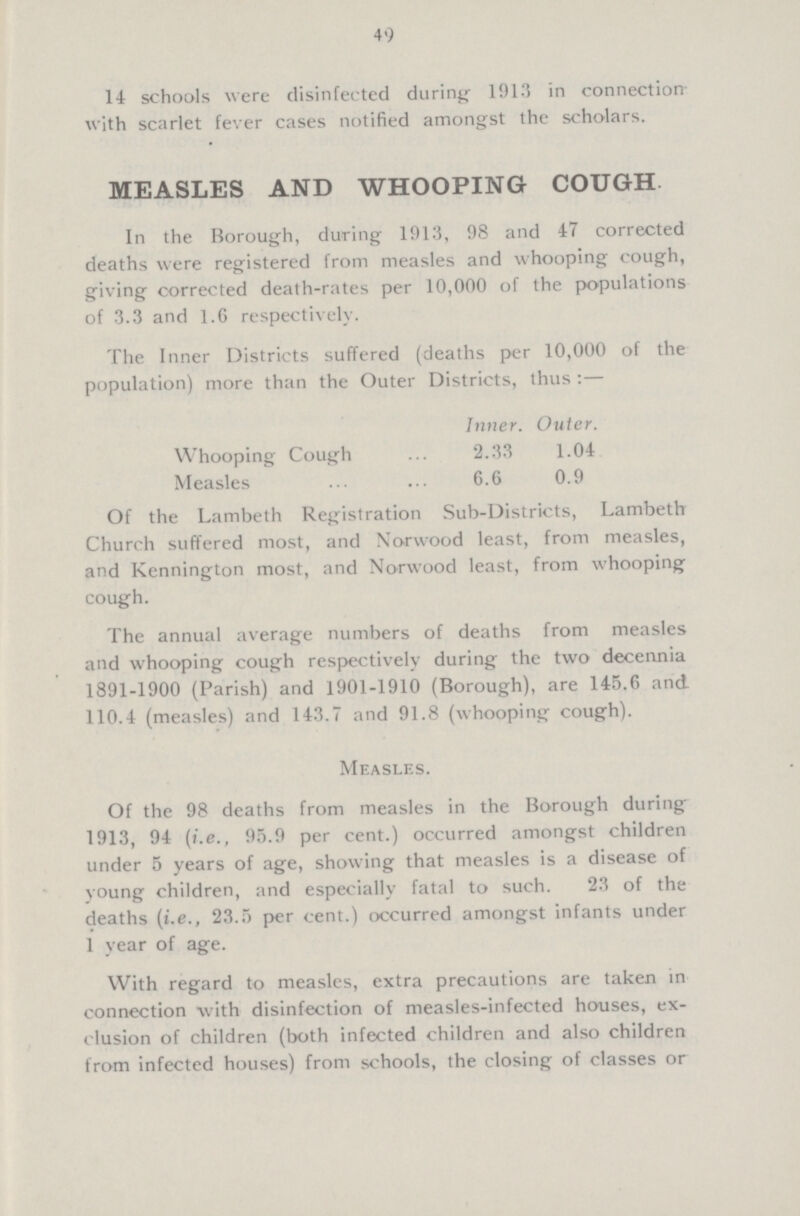 49
14 schools were disinfected during 1913 in connection
with scarlet fever cases notified amongst the scholars.
MEASLES AND WHOOPING COUGH.
In the Borough, during 1913, 98 and 47 corrected
deaths were registered from measles and whooping cough,
giving corrected death-rates per 10,000 of the populations
of 3.3 and 1.6 respectively.
The Inner Districts suffered (deaths per 10,000 of the
population) more than the Outer Districts, thus :—
Inner. Outer.
Whooping Cough ... 2.33 1.04
Measles ... ... 6.6 0.9
Of the Lambeth Registration Sub-Districts, Lambeth
Church suffered most, and Norwood least, from measles,
and Kennington most, and Norwood least, from whooping
cough.
The annual average numbers of deaths from measles
and whooping cough respectively during the two decennia
1891-1900 (Parish) and 1901-1910 (Borough), are 145.6 and
110.4 (measles) and 143.7 and 91.8 (whooping cough).
MEASLES.
Of the 98 deaths from measles in the Borough during
1913, 94 (i.e., 95.9 per cent.) occurred amongst children
under 5 years of age, showing that measles is a disease of
young children, and especially fatal to such. 23 of the
deaths (i.e., 23.5 per cent.) occurred amongst infants under
1 year of age.
With regard to measles, extra precautions are taken in
connection with disinfection of measles-infected houses, ex-
clusion of children (both infected children and also children
from infected houses) from schools, the closing of classes or